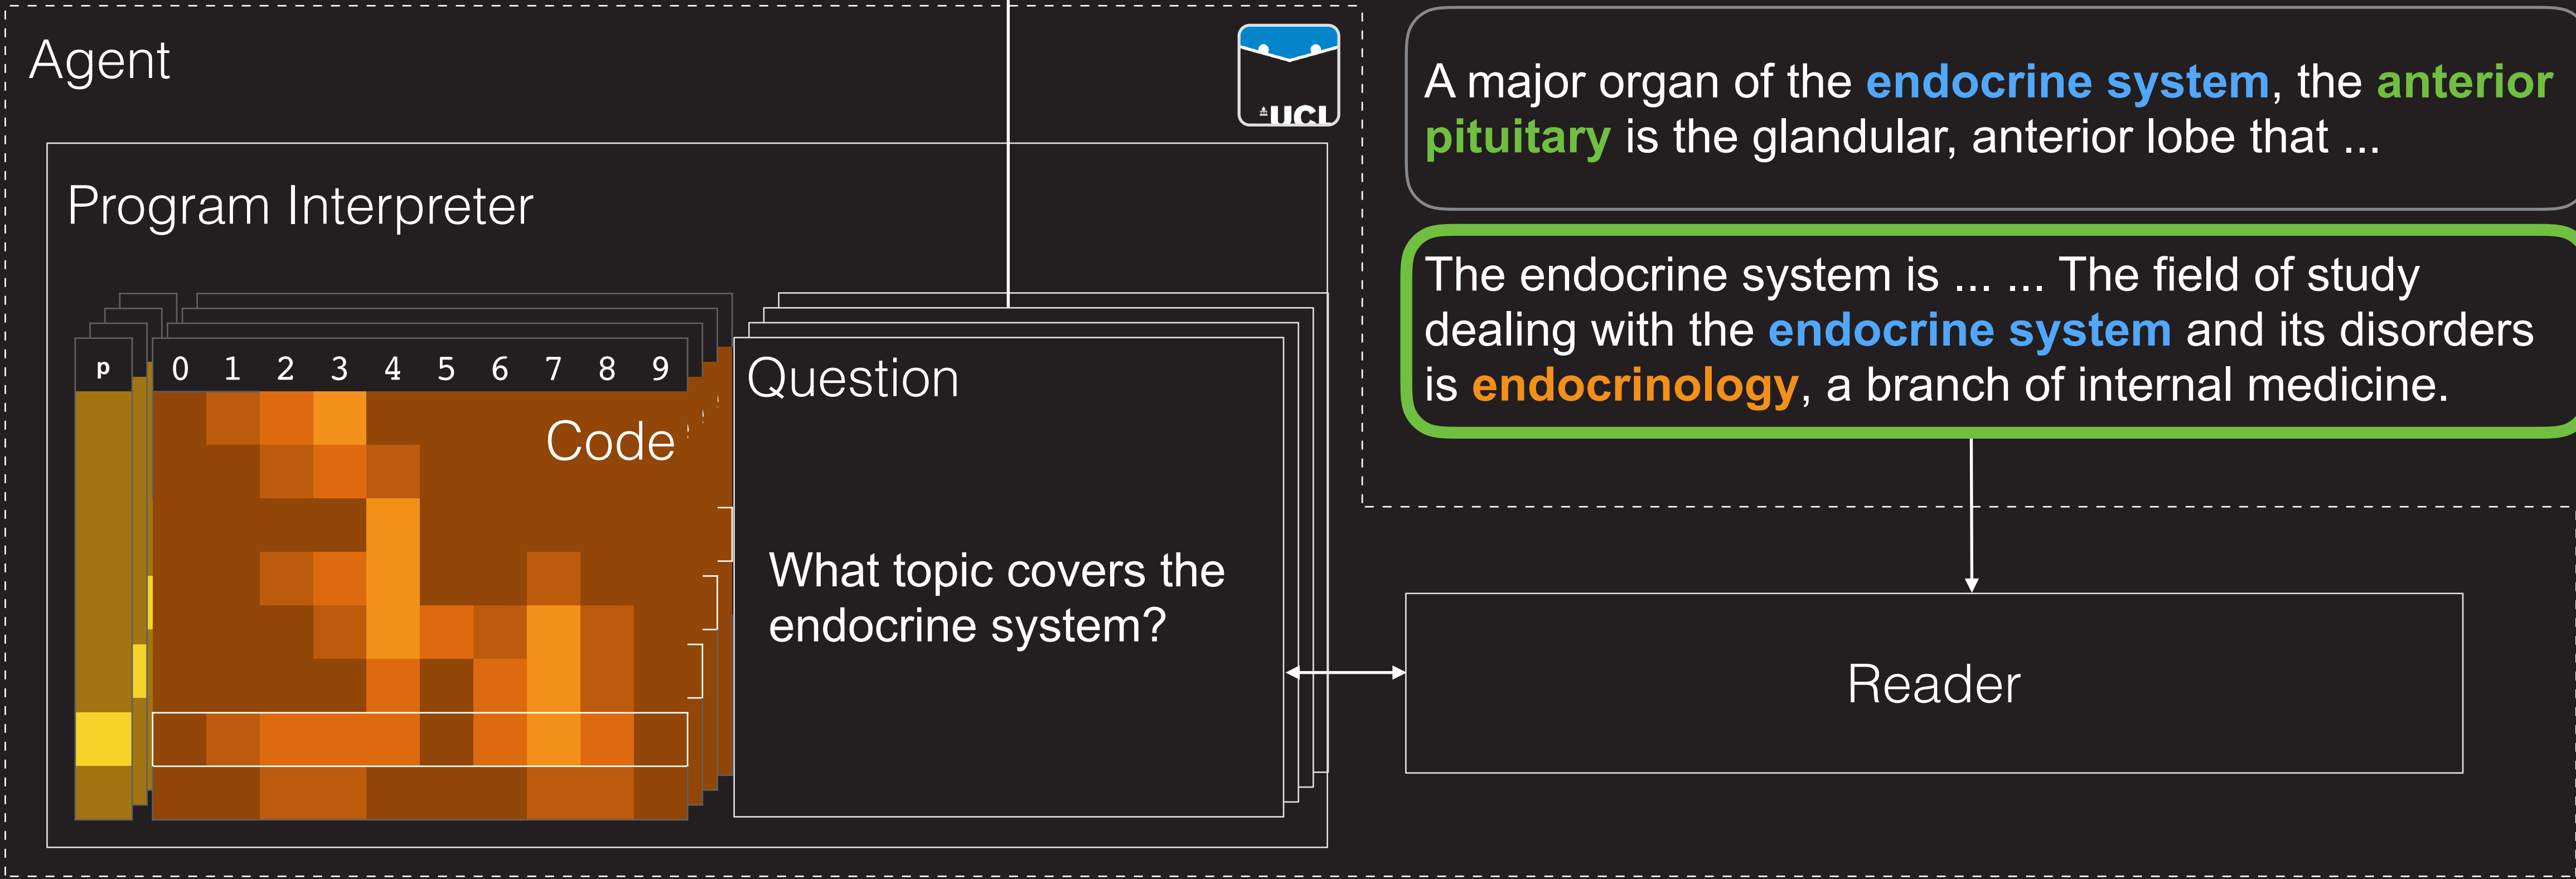 Agent
UCL
Program Interpreter
p
0 1 2 3 4 5 6 7 8 9
Code
Question
What topic covers the
endocrine system?
A major organ of the endocrine system, the anterior
pituitary is the glandular, anterior lobe that ...
The endocrine system is ... ... The field of study
dealing with the endocrine system and its disorders
is endocrinology, a branch of internal medicine.
Reader